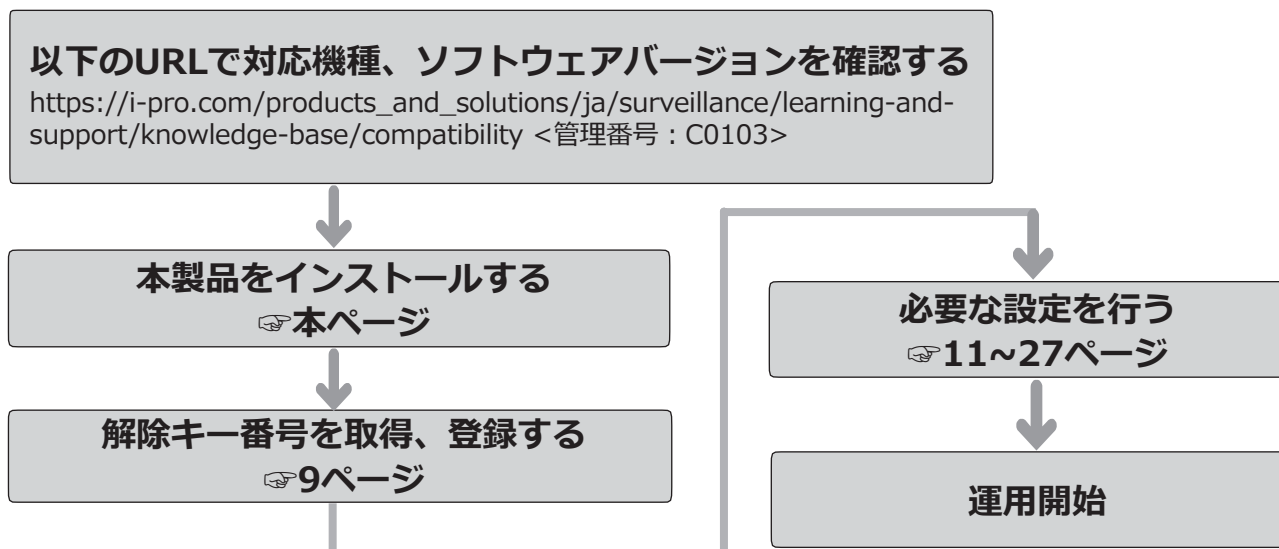 以下のURLで対応機種、ソフトウェアバージョンを確認する
https://i-pro.com/products_and_solutions/ja/surveillance/learning-and-
support/knowledge-base/compatibility <管理番号：C0103>
本製品をインストールする
☞本ページ
解除キー番号を取得、登録する
☞9ページ
必要な設定を行う
☞11~27ページ
運用開始